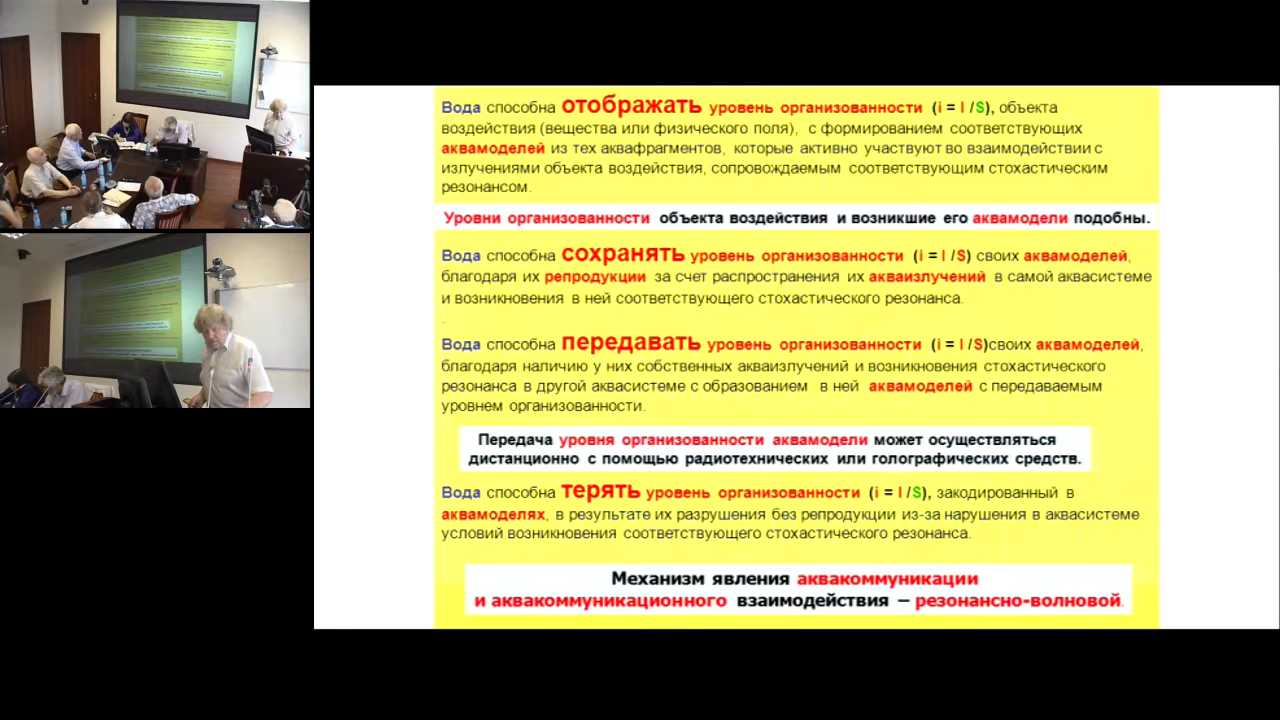 Вода способна отображать уровень организованности (i = I /S), объекта
воздействия (вещества или физического поля), с формированием соответствующих
аквамоделей из тех аквафрагментов, которые активно участвуют во взаимодействии с
излучениями объекта воздействия, сопровождаемым соответствующим стохастическим
резонансом.
Уровни организованности объекта воздействия и возникшие его аквамодели подобны.
Вода способна сохранять уровень организованности (i = I /S) своих аквамоделей,
благодаря их репродукции за счет распространения их акваизлучений в самой аквасистеме
и возникновения в ней соответствующего стохастического резонанса.
.
Вода способна передавать уровень организованности (i = I /S)своих аквамоделей,
благодаря наличию у них собственных акваизлучений и возникновения стохастического
резонанса в другой аквасистеме с образованием в ней аквамоделей с передаваемым
уровнем организованности.
Передача уровня организованности аквамодели может осуществляться
дистанционно с помощью радиотехнических или голографических средств.
Вода способна терять уровень организованности (i = I /S), закодированный в
аквамоделях, в результате их разрушения без репродукции из-за нарушения в аквасистеме
условий возникновения соответствующего стохастического резонанса.
Механизм явления аквакоммуникации
и аквакоммуникационного взаимодействия – резонансно-волновой.